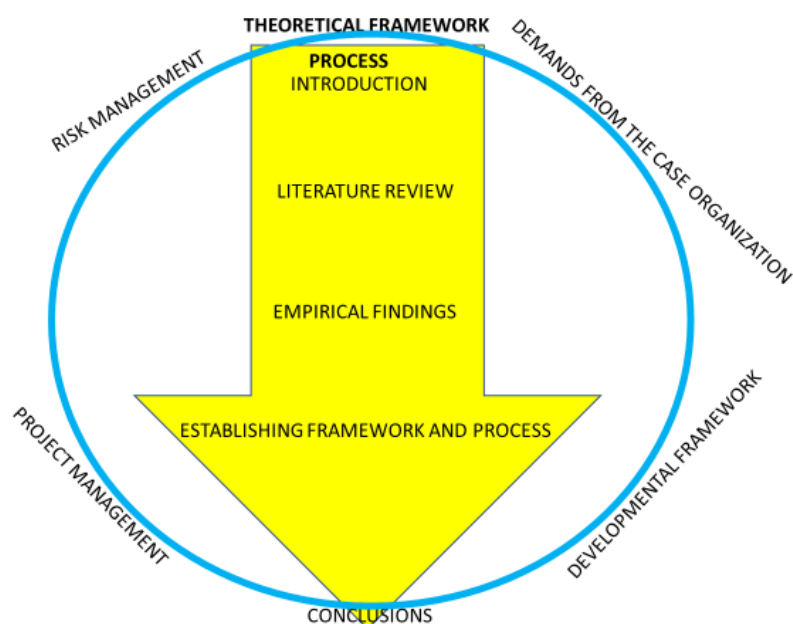 THEORETICAL FRAMEWORK
PROCESS
INTRODUCTION
RISK MANAGEMENT
DEMANDS FROM THE CASE ORGANIZATION
LITERATURE REVIEW
EMPIRICAL FINDINGS
ESTABLISHING FRAMEWORK AND PROCESS
PROJECT MANAGEMENT
DEVELOPMENTAL FRAMEWORK
CONCLUSIONS